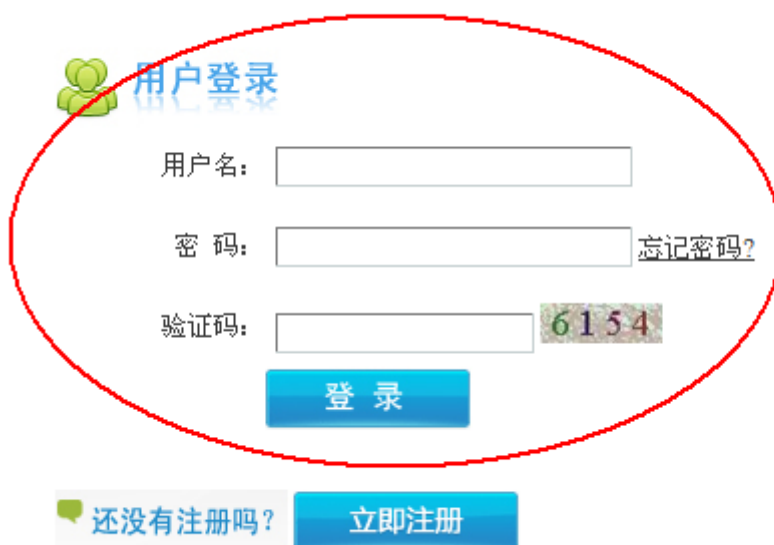 用户登录
用户名：
密 码： 忘记密码?
验证码： 6154
登 录
还没有注册吗? 立即注册